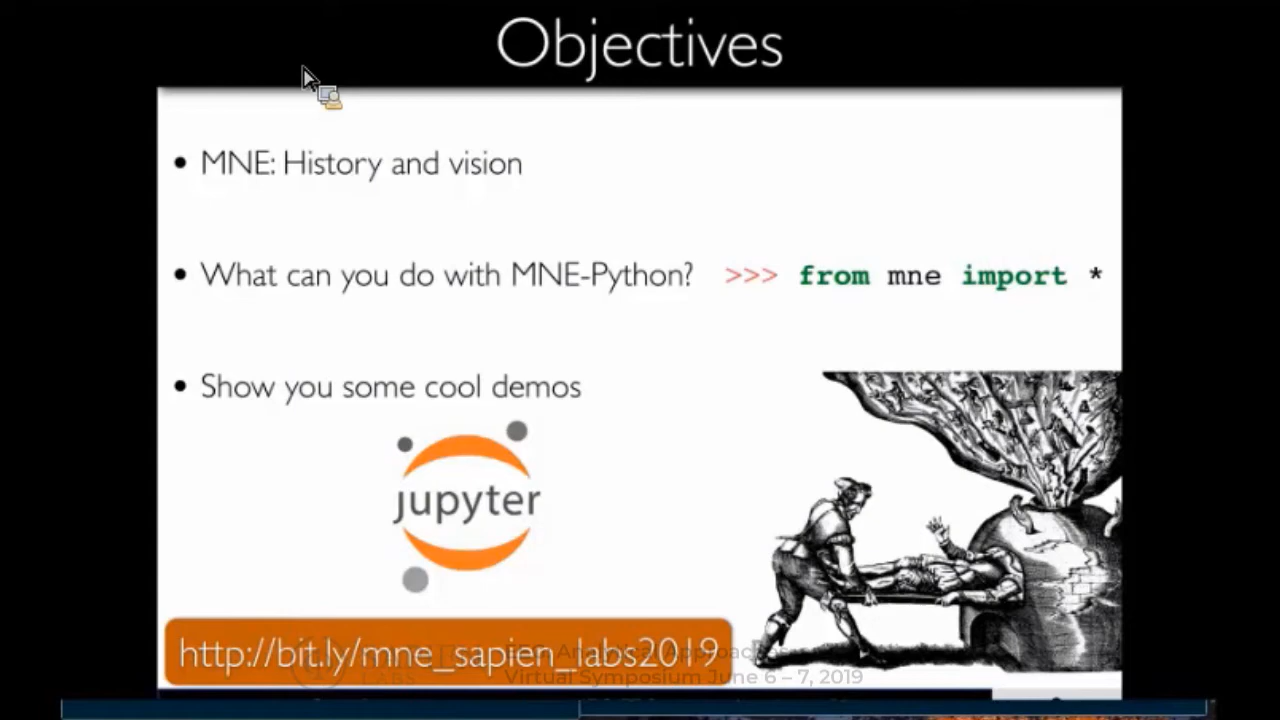 Objectives
• MNE: History and vision
• What can you do with MNE-Python? >>> from mne import *
• Show you some cool demos
jupyter
http://bit.ly/mne_sapien_labs2019
Virtual Symposium June 6 – 7, 2019